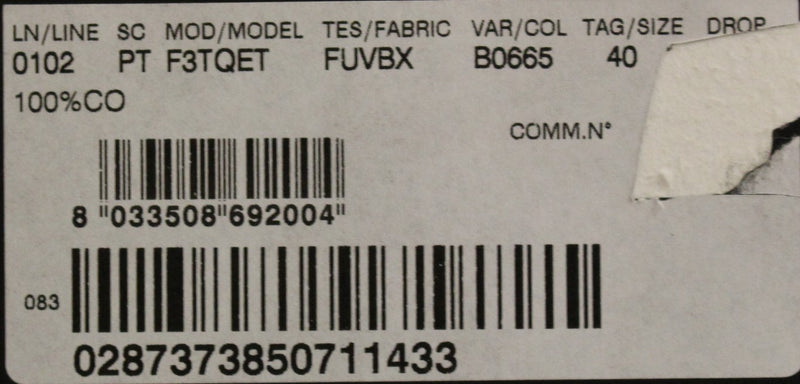 LN/LINE SC MOD/MODEL TES/FABRIC VAR/COL TAG/SIZE DROP
0102 PT F3TQET FUVBX B0665 40
100%CO
COMM.N°
8 "033508"692004"
083
0287373850711433